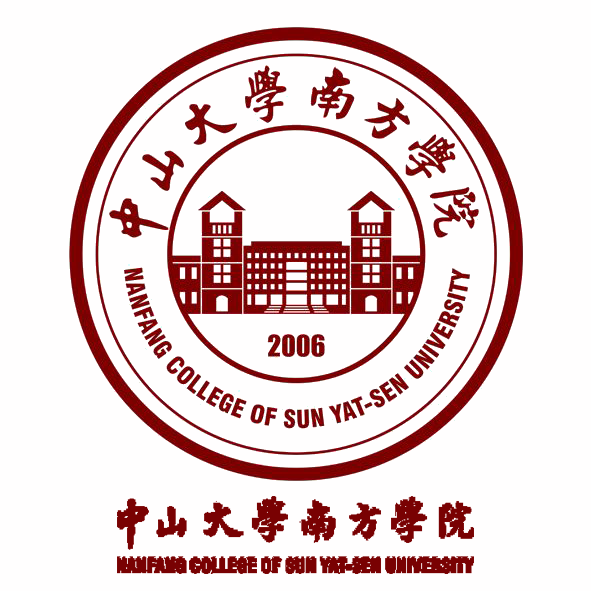 中山大學南方學院
2006
NANFANG COLLEGE OF SUN YAT-SEN UNIVERSITY
中山大學南方學院
NANFANG COLLEGE OF SUN YAT-SEN UNIVERSITY